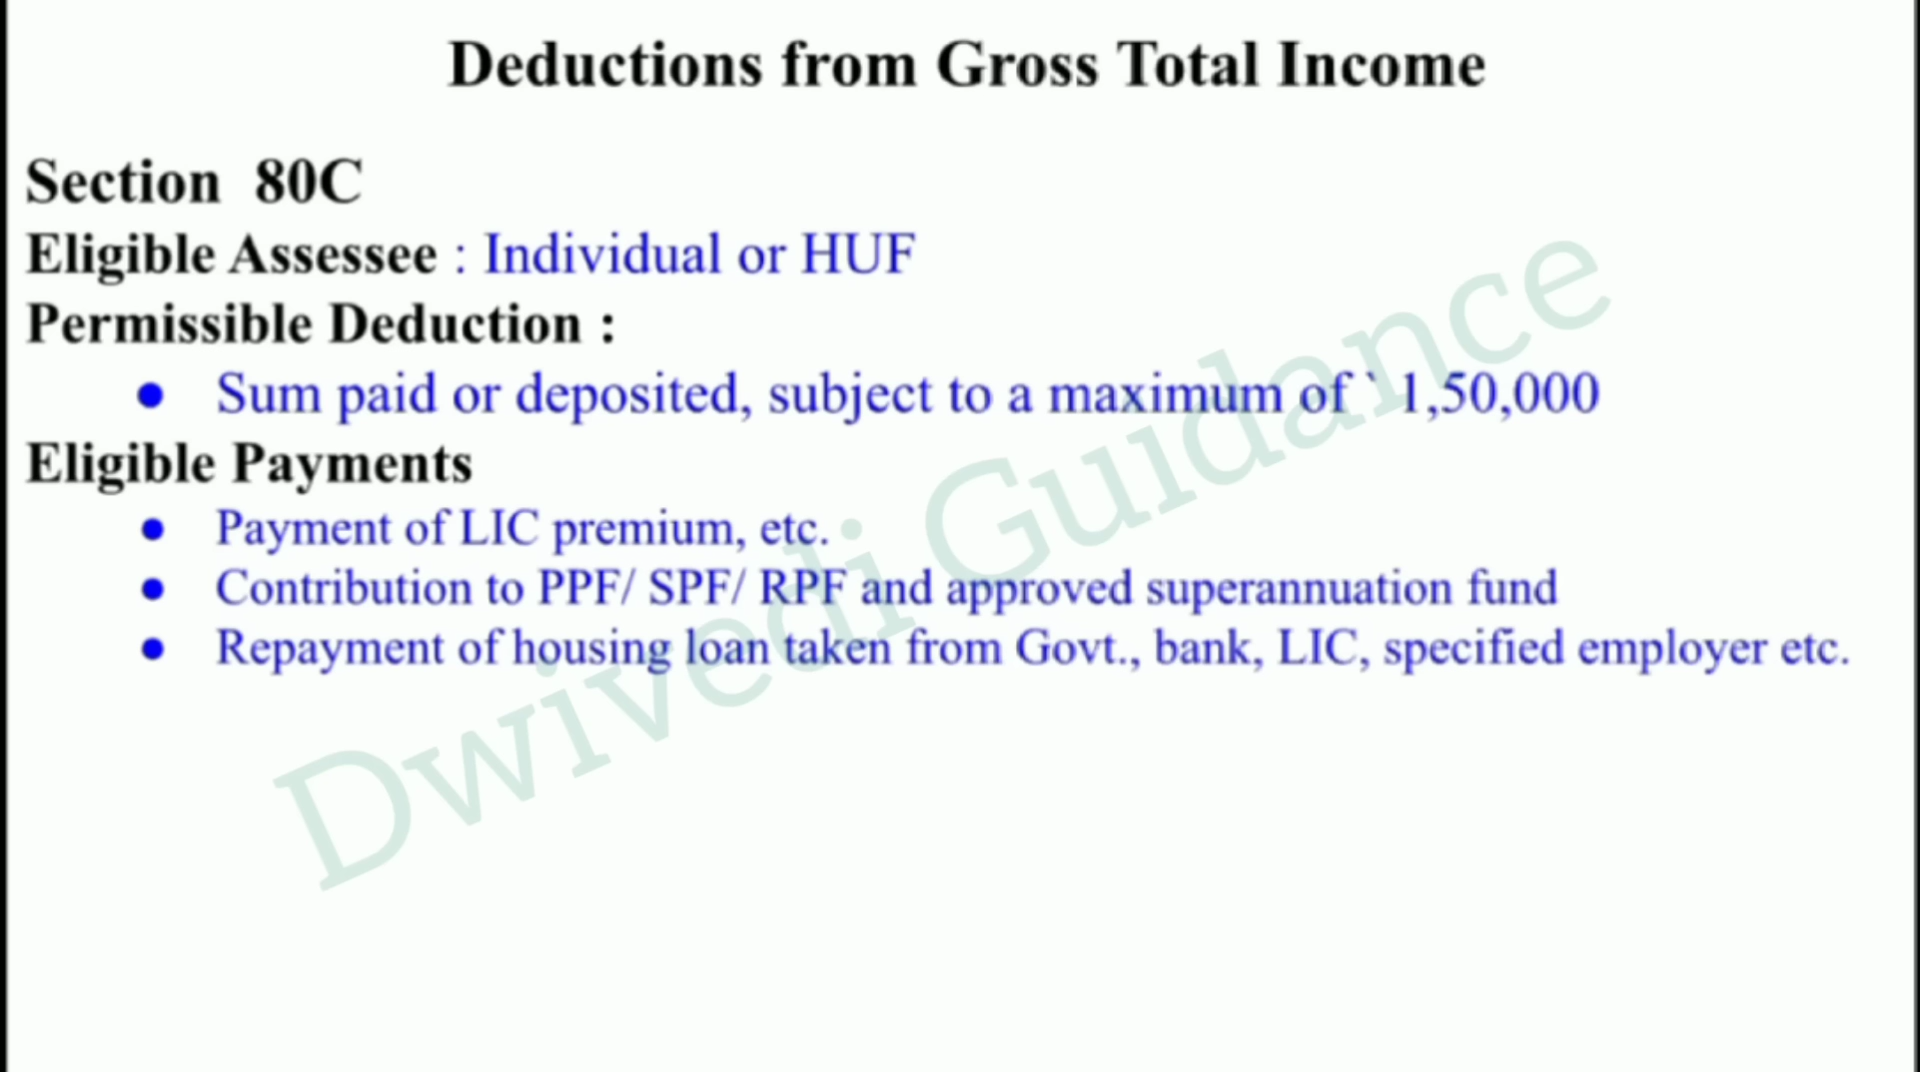 Deductions from Gross Total Income
Section 80C
Eligible Assessee : Individual or HUF
Permissible Deduction :
● Sum paid or deposited, subject to a maximum of ` 1,50,000
Eligible Payments
● Payment of LIC premium, etc.
● Contribution to PPF/ SPF/ RPF and approved superannuation fund
● Repayment of housing loan taken from Govt., bank, LIC, specified employer etc.
Dwivedi Guidance